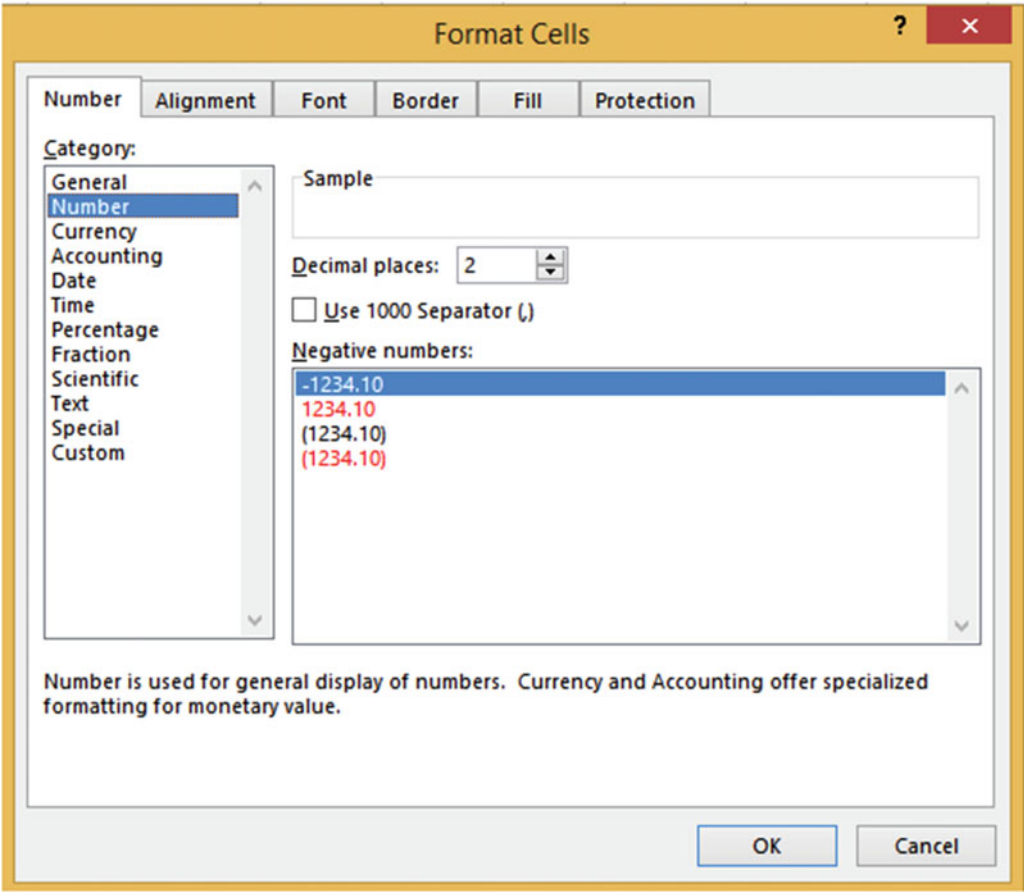 Format Cells
?
Number
Alignment
Font
Border
Fill
Protection
Category:
General
Number
Currency
Accounting
Date
Time
Percentage
Fraction
Scientific
Text
Special
Custom
Sample
Decimal places: 2
Use 1000 Separator (,)
Negative numbers:
-1234.10
1234.10
(1234.10)
(1234.10)
Number is used for general display of numbers.  Currency and Accounting offer specialized
formatting for monetary value.
OK
Cancel